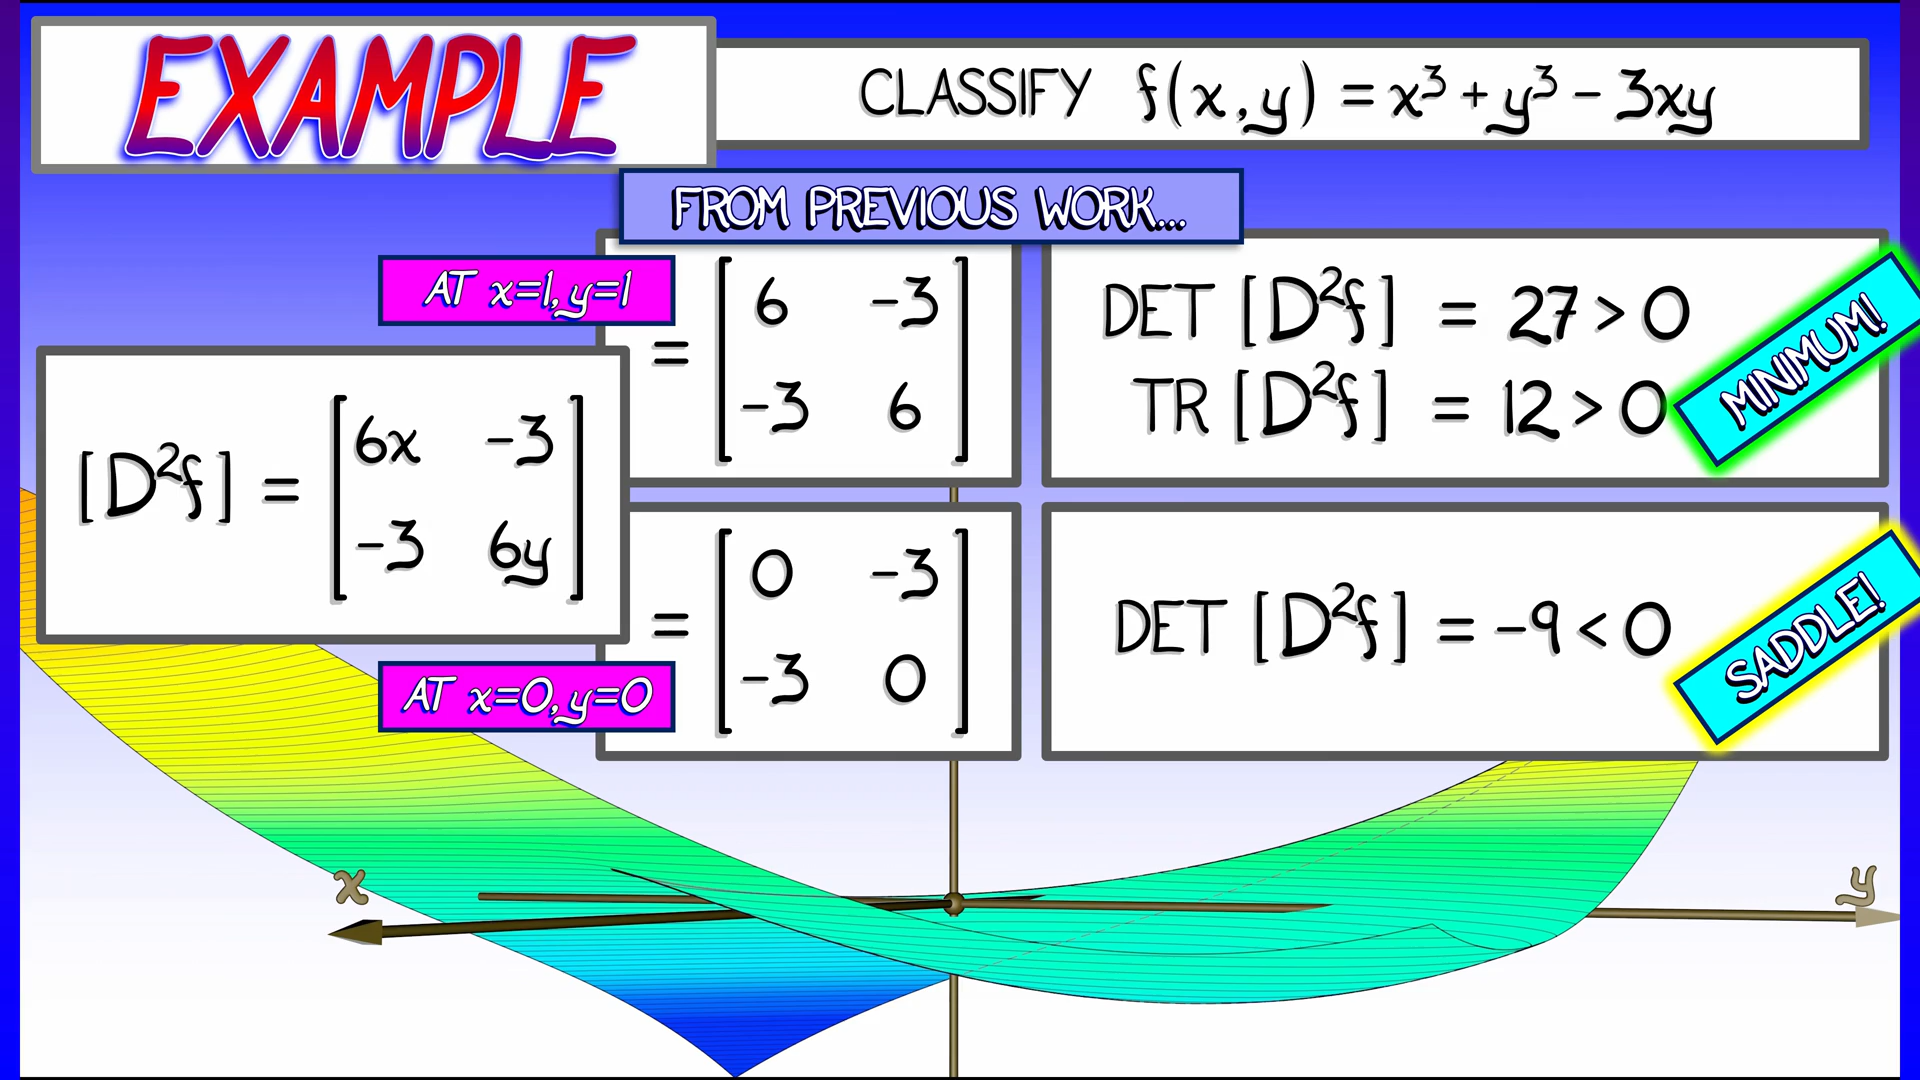 EXAMPLE
CLASSIFY f(x,y) = x³ + y³ - 3xy
FROM PREVIOUS WORK...
AT x=1, y=1
= [ 6 -3
-3 6 ]
DET [D²f] = 27 > 0
TR [D²f] = 12 > 0
MINIMUM!
[D²f] = [ 6x -3
-3 6y ]
AT x=0, y=0
= [ 0 -3
-3 0 ]
DET [D²f] = -9 < 0
SADDLE!
x
y